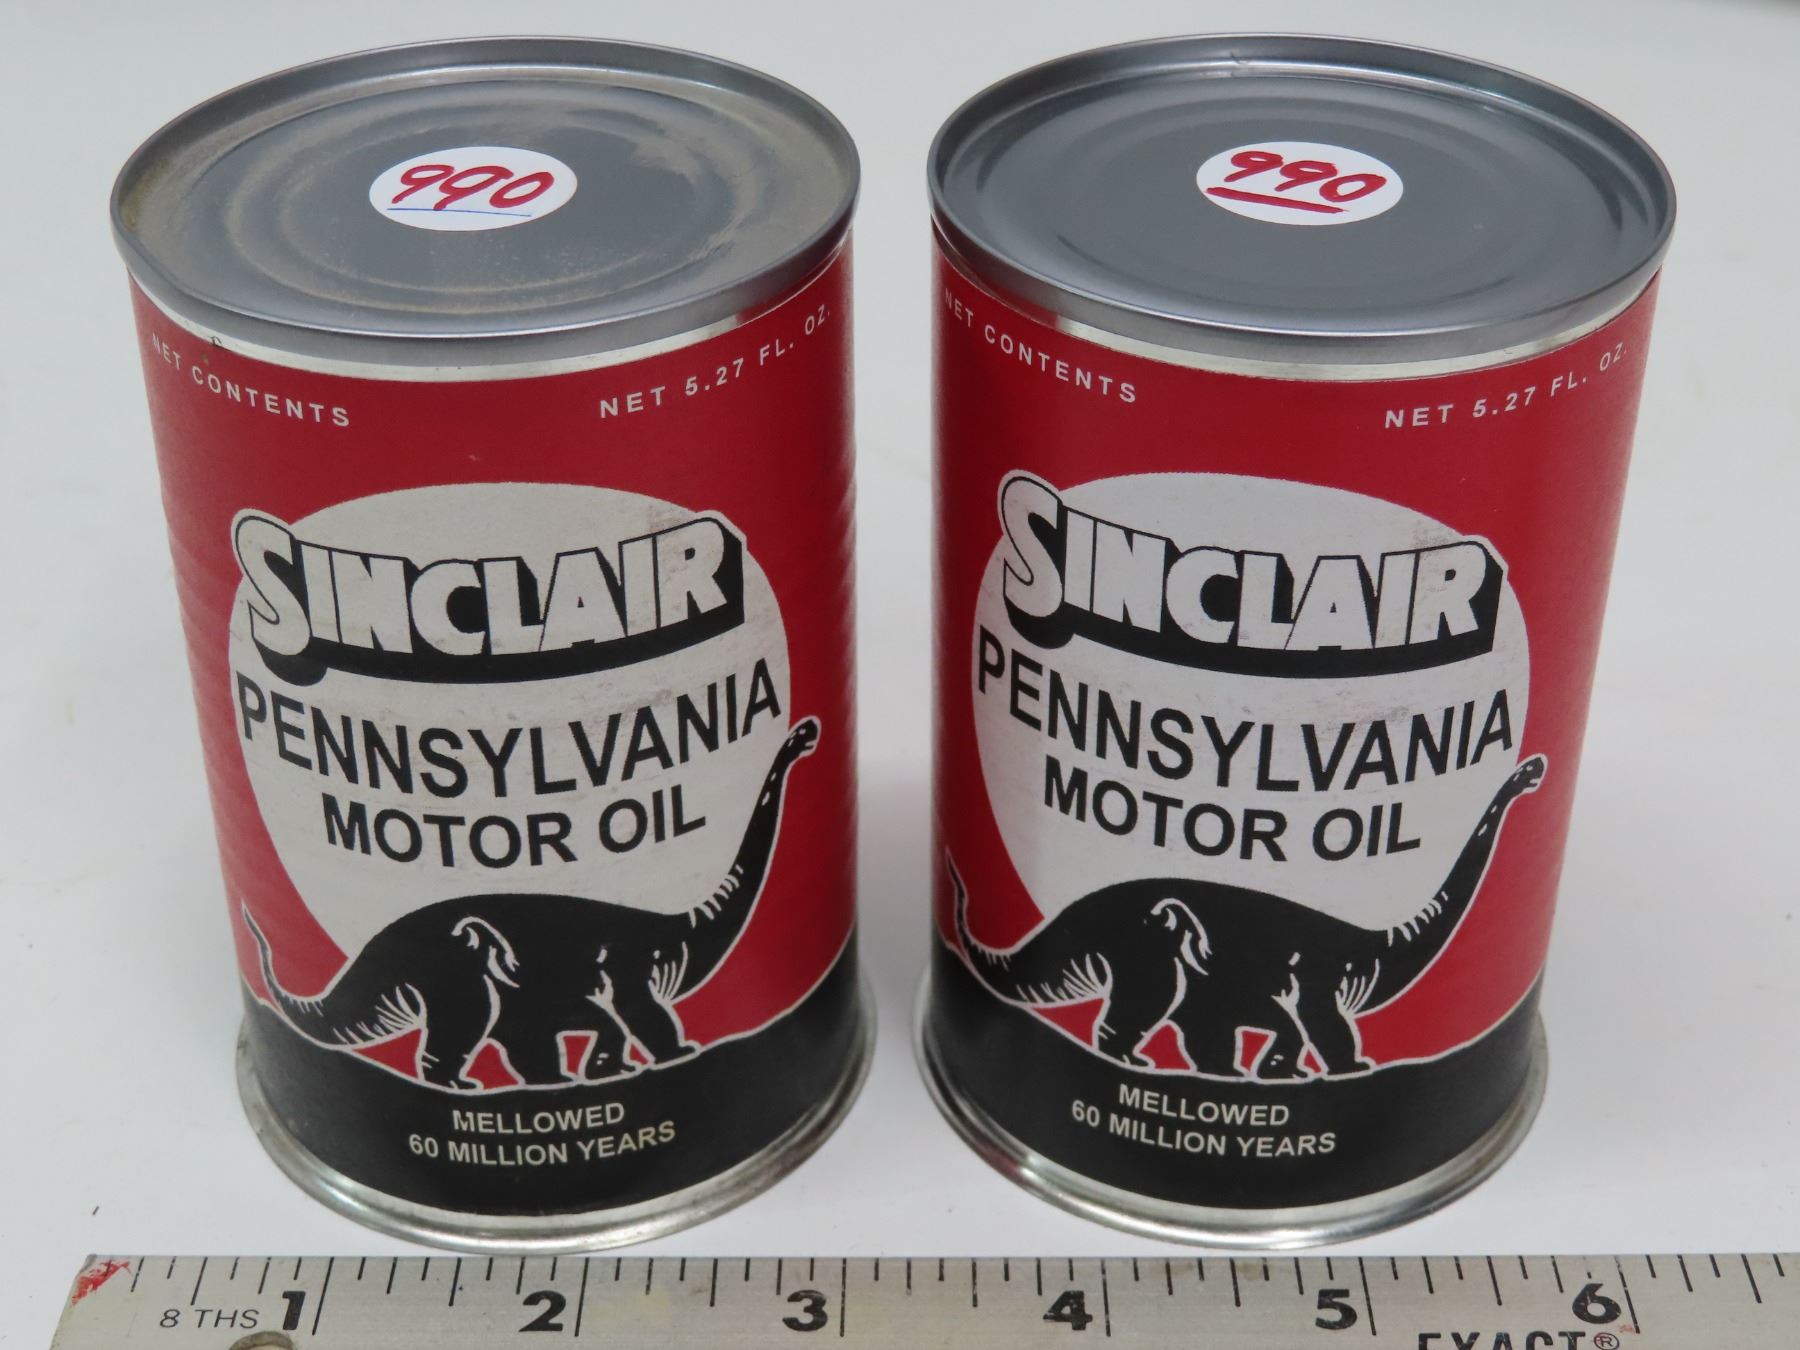 990
NET CONTENTS NET 5.27 FL. OZ.
SINCLAIR
PENNSYLVANIA
MOTOR OIL
MELLOWED
60 MILLION YEARS
990
NET CONTENTS NET 5.27 FL. OZ.
SINCLAIR
PENNSYLVANIA
MOTOR OIL
MELLOWED
60 MILLION YEARS
8 THS 1 2 3 4 5 6
EXACT®